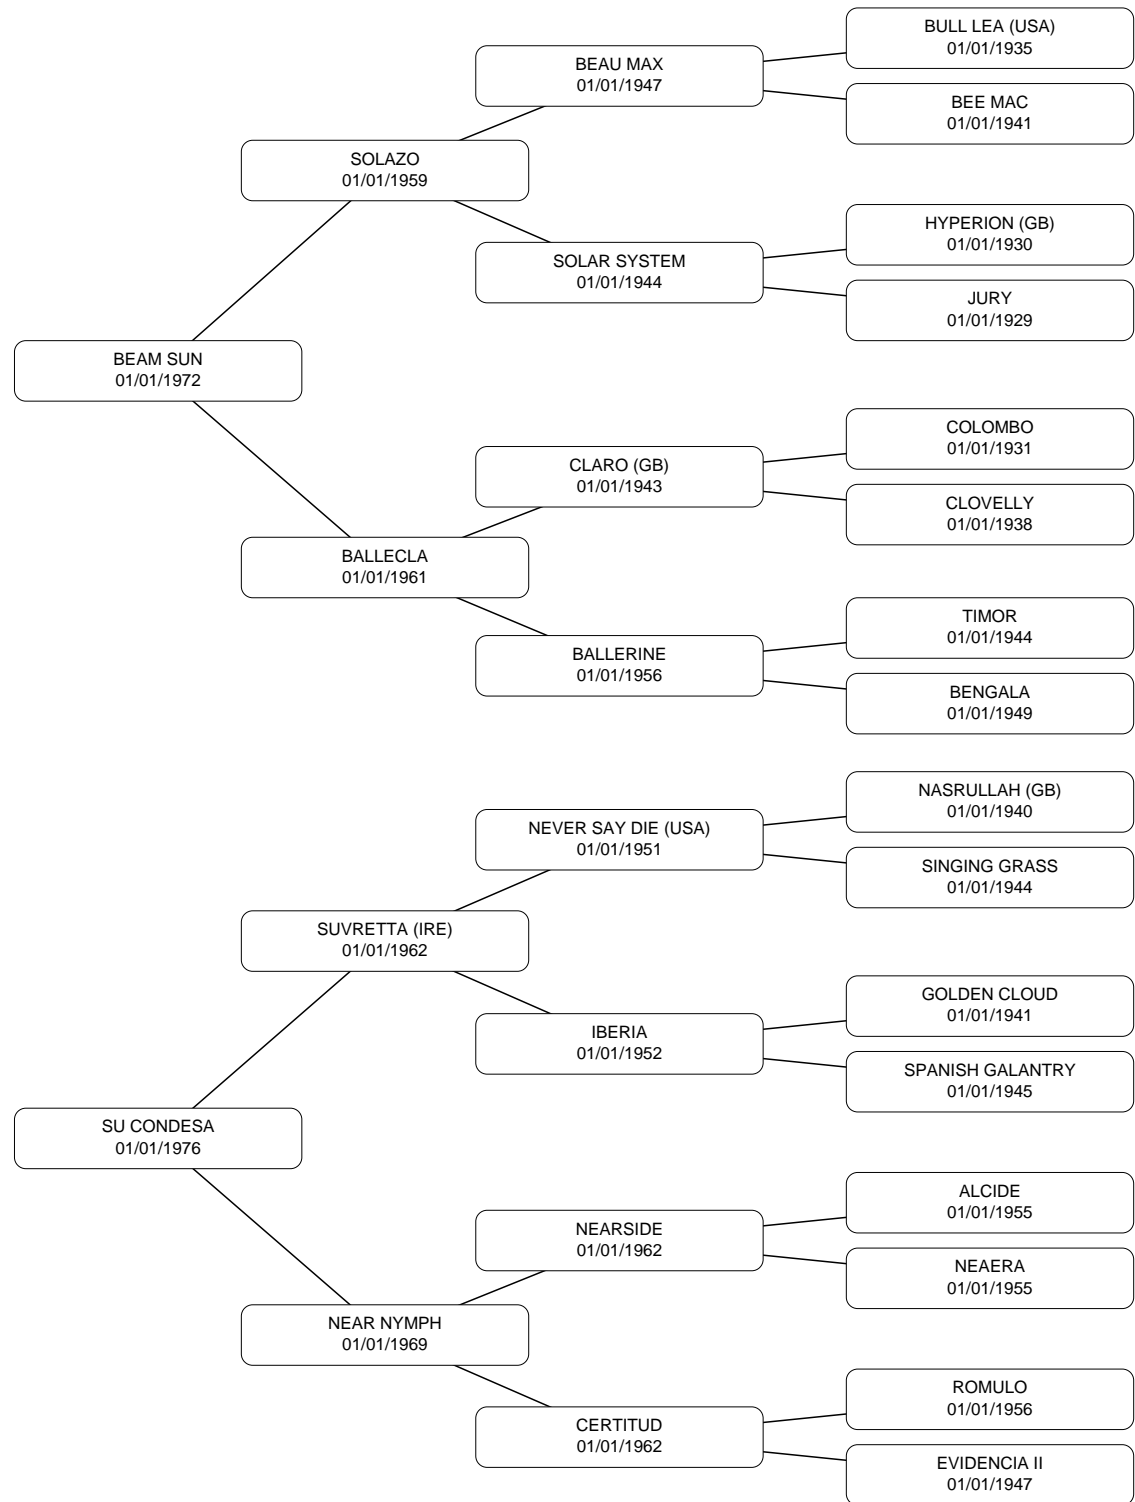 BULL LEA (USA)
01/01/1935
BEAU MAX
01/01/1947
BEE MAC
01/01/1941
SOLAZO
01/01/1959
HYPERION (GB)
01/01/1930
SOLAR SYSTEM
01/01/1944
JURY
01/01/1929
BEAM SUN
01/01/1972
COLOMBO
01/01/1931
CLARO (GB)
01/01/1943
CLOVELLY
01/01/1938
BALLECLA
01/01/1961
TIMOR
01/01/1944
BALLERINE
01/01/1956
BENGALA
01/01/1949
NASRULLAH (GB)
01/01/1940
NEVER SAY DIE (USA)
01/01/1951
SINGING GRASS
01/01/1944
SUVRETTA (IRE)
01/01/1962
GOLDEN CLOUD
01/01/1941
IBERIA
01/01/1952
SPANISH GALANTRY
01/01/1945
SU CONDESA
01/01/1976
ALCIDE
01/01/1955
NEARSIDE
01/01/1962
NEAERA
01/01/1955
NEAR NYMPH
01/01/1969
ROMULO
01/01/1956
CERTITUD
01/01/1962
EVIDENCIA II
01/01/1947